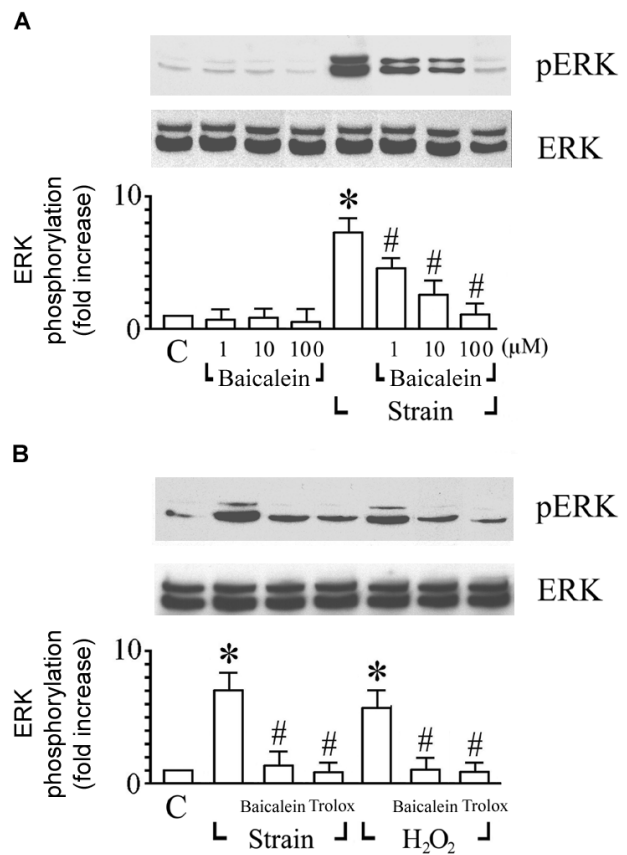 A
pERK
ERK
ERK
phosphorylation
(fold increase)
10
0
*
#
#
#
C
1 10 100 1 10 100 (µM)
Baicalein Baicalein
Strain
B
pERK
ERK
ERK
phosphorylation
(fold increase)
10
0
*
#
#
*
#
#
C
Baicalein Trolox Baicalein Trolox
Strain H₂O₂